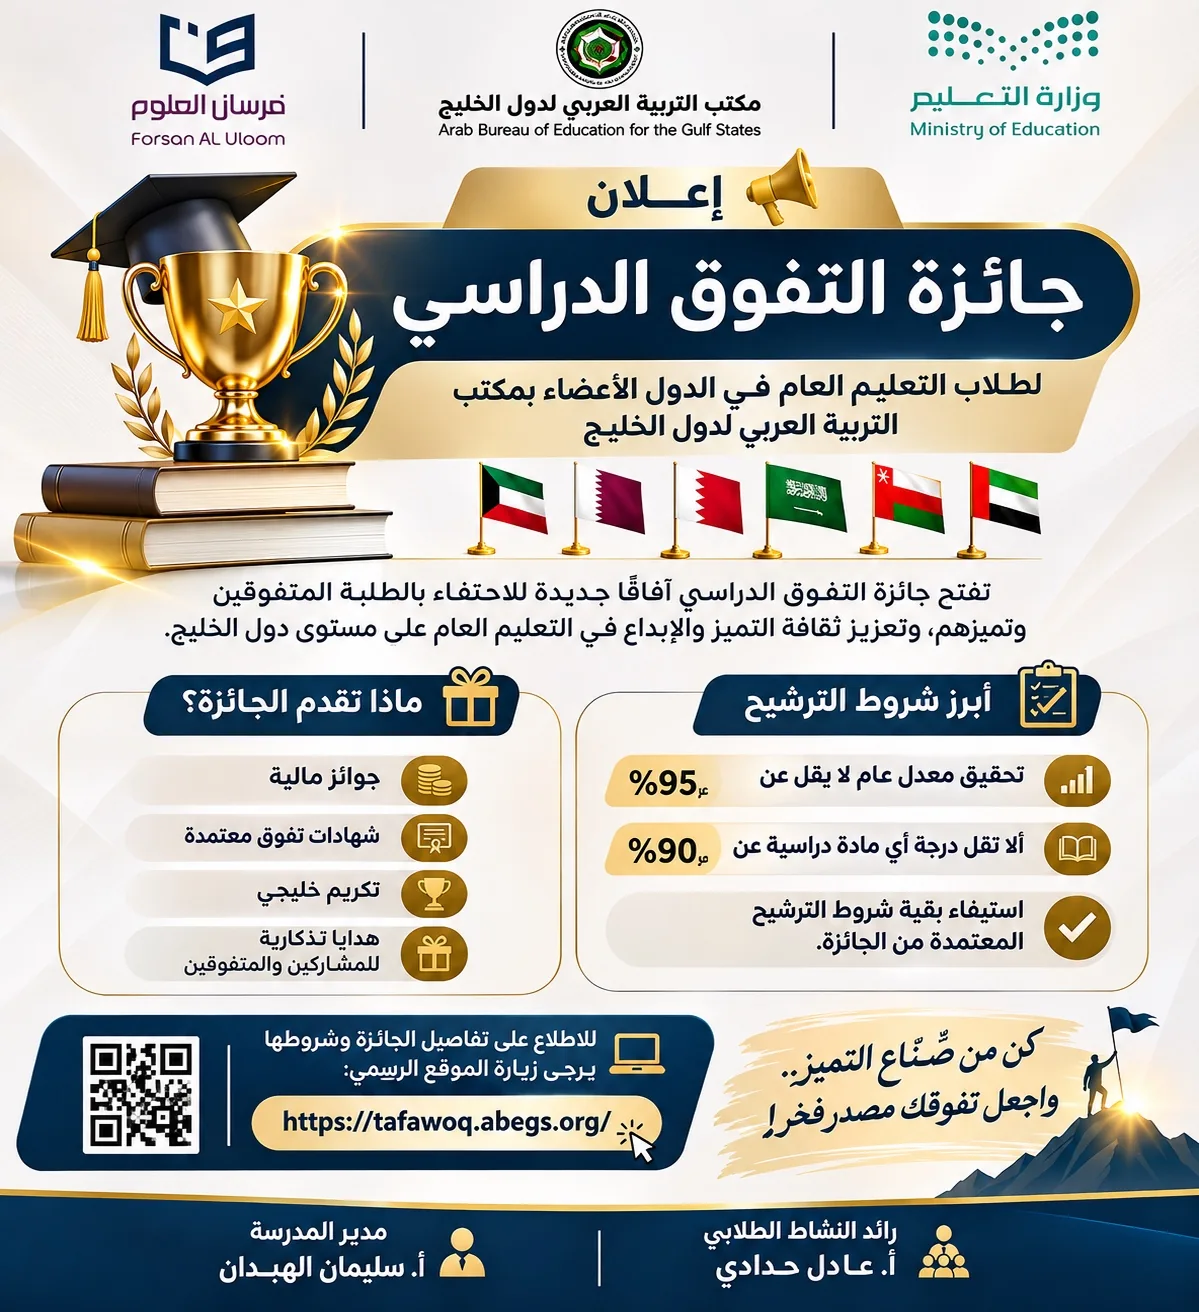 فرسان العلوم
Forsan AL Uloom
مكتب التربية العربي لدول الخليج
Arab Bureau of Education for the Gulf States
وزارة التعـليم
Ministry of Education
إعـلان
جائزة التفوق الدراسي
لطلاب التعليم العام في الدول الأعضاء بمكتب
التربية العربي لدول الخليج
تفتح جائزة التفوق الدراسي آفاقًا جديدة للاحتفاء بالطلبة المتفوقين
وتميزهم، وتعزيز ثقافة التميز والإبداع في التعليم العام على مستوى دول الخليج.
أبرز شروط الترشيح
تحقيق معدل عام لا يقل عن 95%
ألا تقل درجة أي مادة دراسية عن 90%
استيفاء بقية شروط الترشيح
المعتمدة من الجائزة.
ماذا تقدم الجائزة؟
جوائز مالية
شهادات تفوق معتمدة
تكريم خليجي
هدايا تذكارية
للمشاركين والمتفوقين
للاطلاع على تفاصيل الجائزة وشروطها
يرجى زيارة الموقع الرسمي:
https://tafawoq.abegs.org/
كن من صُنّاع التميز..
واجعل تفوقك مصدر فخر!
رائد النشاط الطلابي
أ. عادل حدادي
مدير المدرسة
أ. سليمان الهبدان